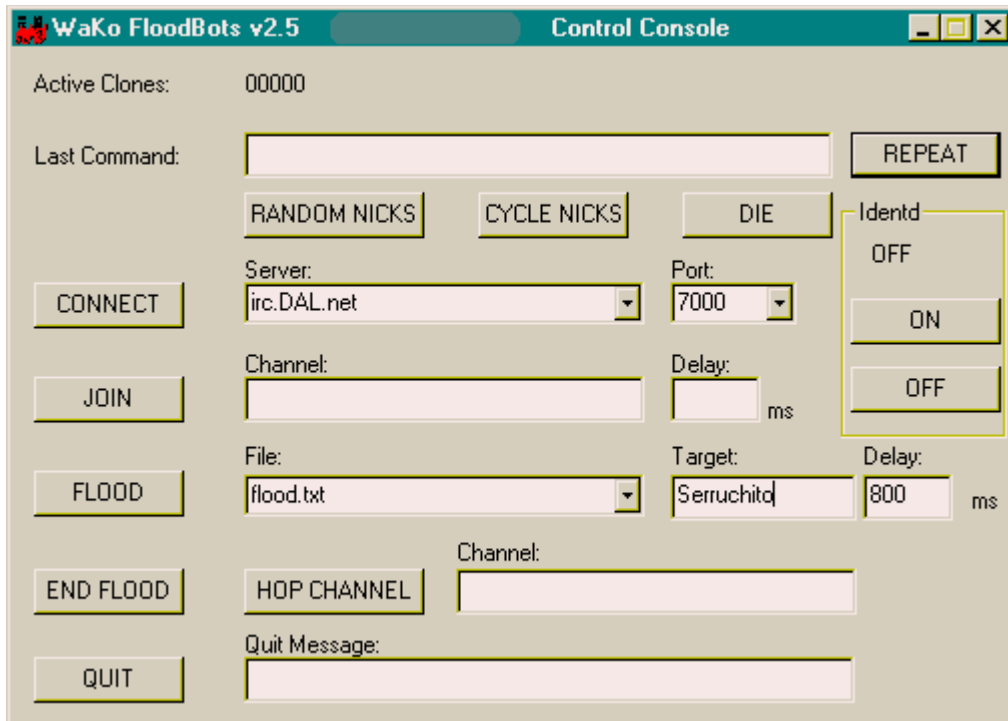 WaKo FloodBots v2.5 Control Console
Active Clones: 00000
Last Command: REPEAT
RANDOM NICKS CYCLE NICKS DIE Identd
OFF
Server: Port:
CONNECT irc.DAL.net 7000 ON
Channel: Delay:
JOIN ms OFF
File: Target: Delay:
FLOOD flood.txt Serruchito 800 ms
Channel:
END FLOOD HOP CHANNEL
Quit Message:
QUIT